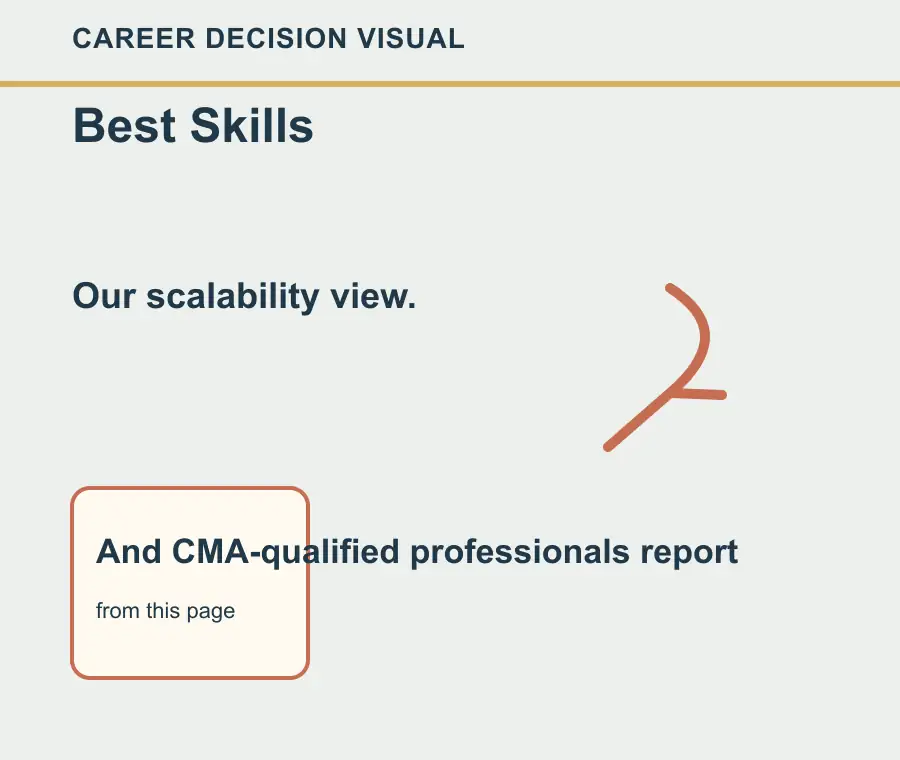 CAREER DECISION VISUAL
Best Skills
Our scalability view.
And CMA-qualified professionals report
from this page